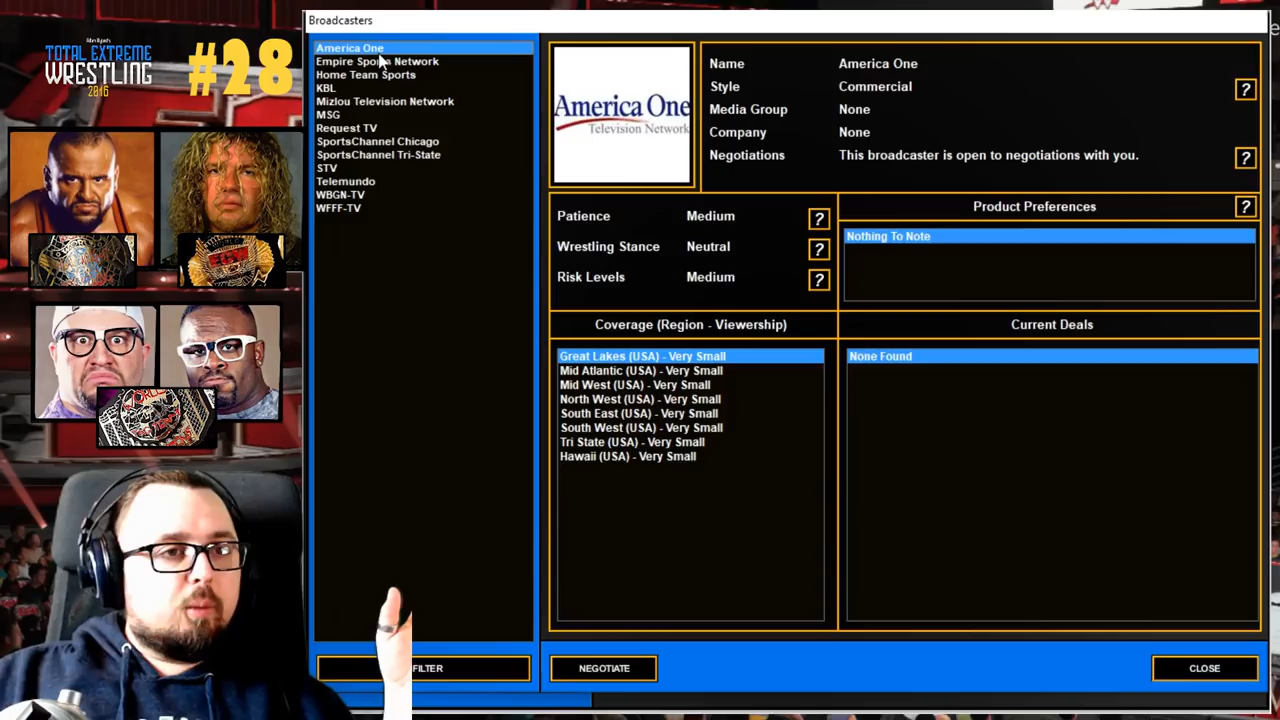 Broadcasters
TOTAL EXTREME
WRESTLING
2016
#28
America One
Empire Sports Network
Home Team Sports
KBL
Mizlou Television Network
MSG
Request TV
SportsChannel Chicago
SportsChannel Tri-State
STV
Telemundo
WBGN-TV
WFFF-TV
FILTER
America One
Television Network
Name America One
Style Commercial ?
Media Group None
Company None
Negotiations This broadcaster is open to negotiations with you. ?
Patience Medium ?
Wrestling Stance Neutral ?
Risk Levels Medium ?
Product Preferences ?
Nothing To Note
Coverage (Region - Viewership)
Great Lakes (USA) - Very Small
Mid Atlantic (USA) - Very Small
Mid West (USA) - Very Small
North West (USA) - Very Small
South East (USA) - Very Small
South West (USA) - Very Small
Tri State (USA) - Very Small
Hawaii (USA) - Very Small
Current Deals
None Found
NEGOTIATE
CLOSE
ECW